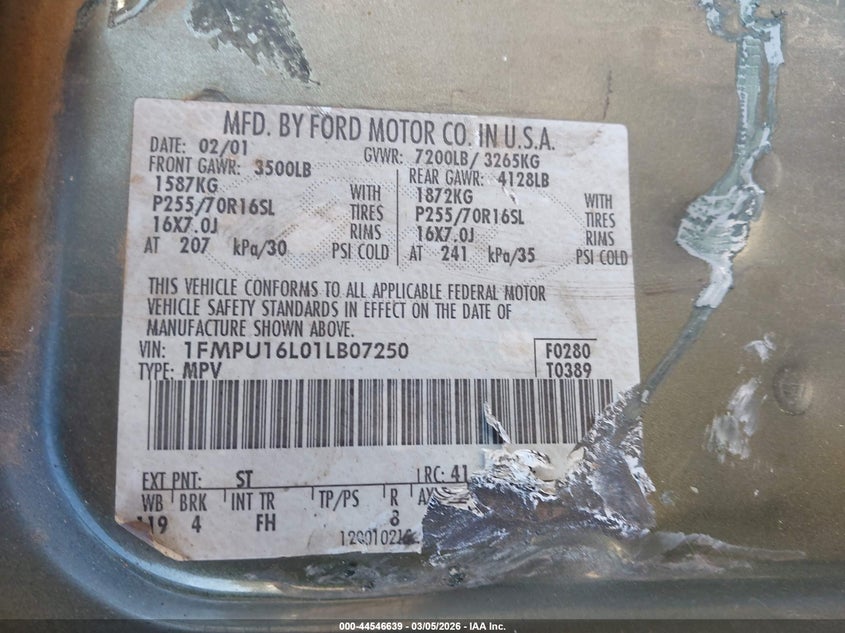 MFD. BY FORD MOTOR CO. IN U.S.A.
DATE: 02/01 GVWR: 7200LB/ 3265KG
FRONT GAWR: 3500LB REAR GAWR: 4128LB
1587KG WITH 1872KG WITH
P255/70R16SL TIRES P255/70R16SL TIRES
16X7.0J RIMS 16X7.0J RIMS
AT 207 kPa/30 PSI COLD AT 241 kPa/35 PSI COLD
THIS VEHICLE CONFORMS TO ALL APPLICABLE FEDERAL MOTOR
VEHICLE SAFETY STANDARDS IN EFFECT ON THE DATE OF
MANUFACTURE SHOWN ABOVE.
VIN: 1FMPU16L01LB07250 F0280
TYPE: MPV T0389
EXT PNT: ST RC: 41
WB BRK INT TR TP/PS R
119 4 FH 8
000-44546639 - 03/05/2026 - IAA Inc.